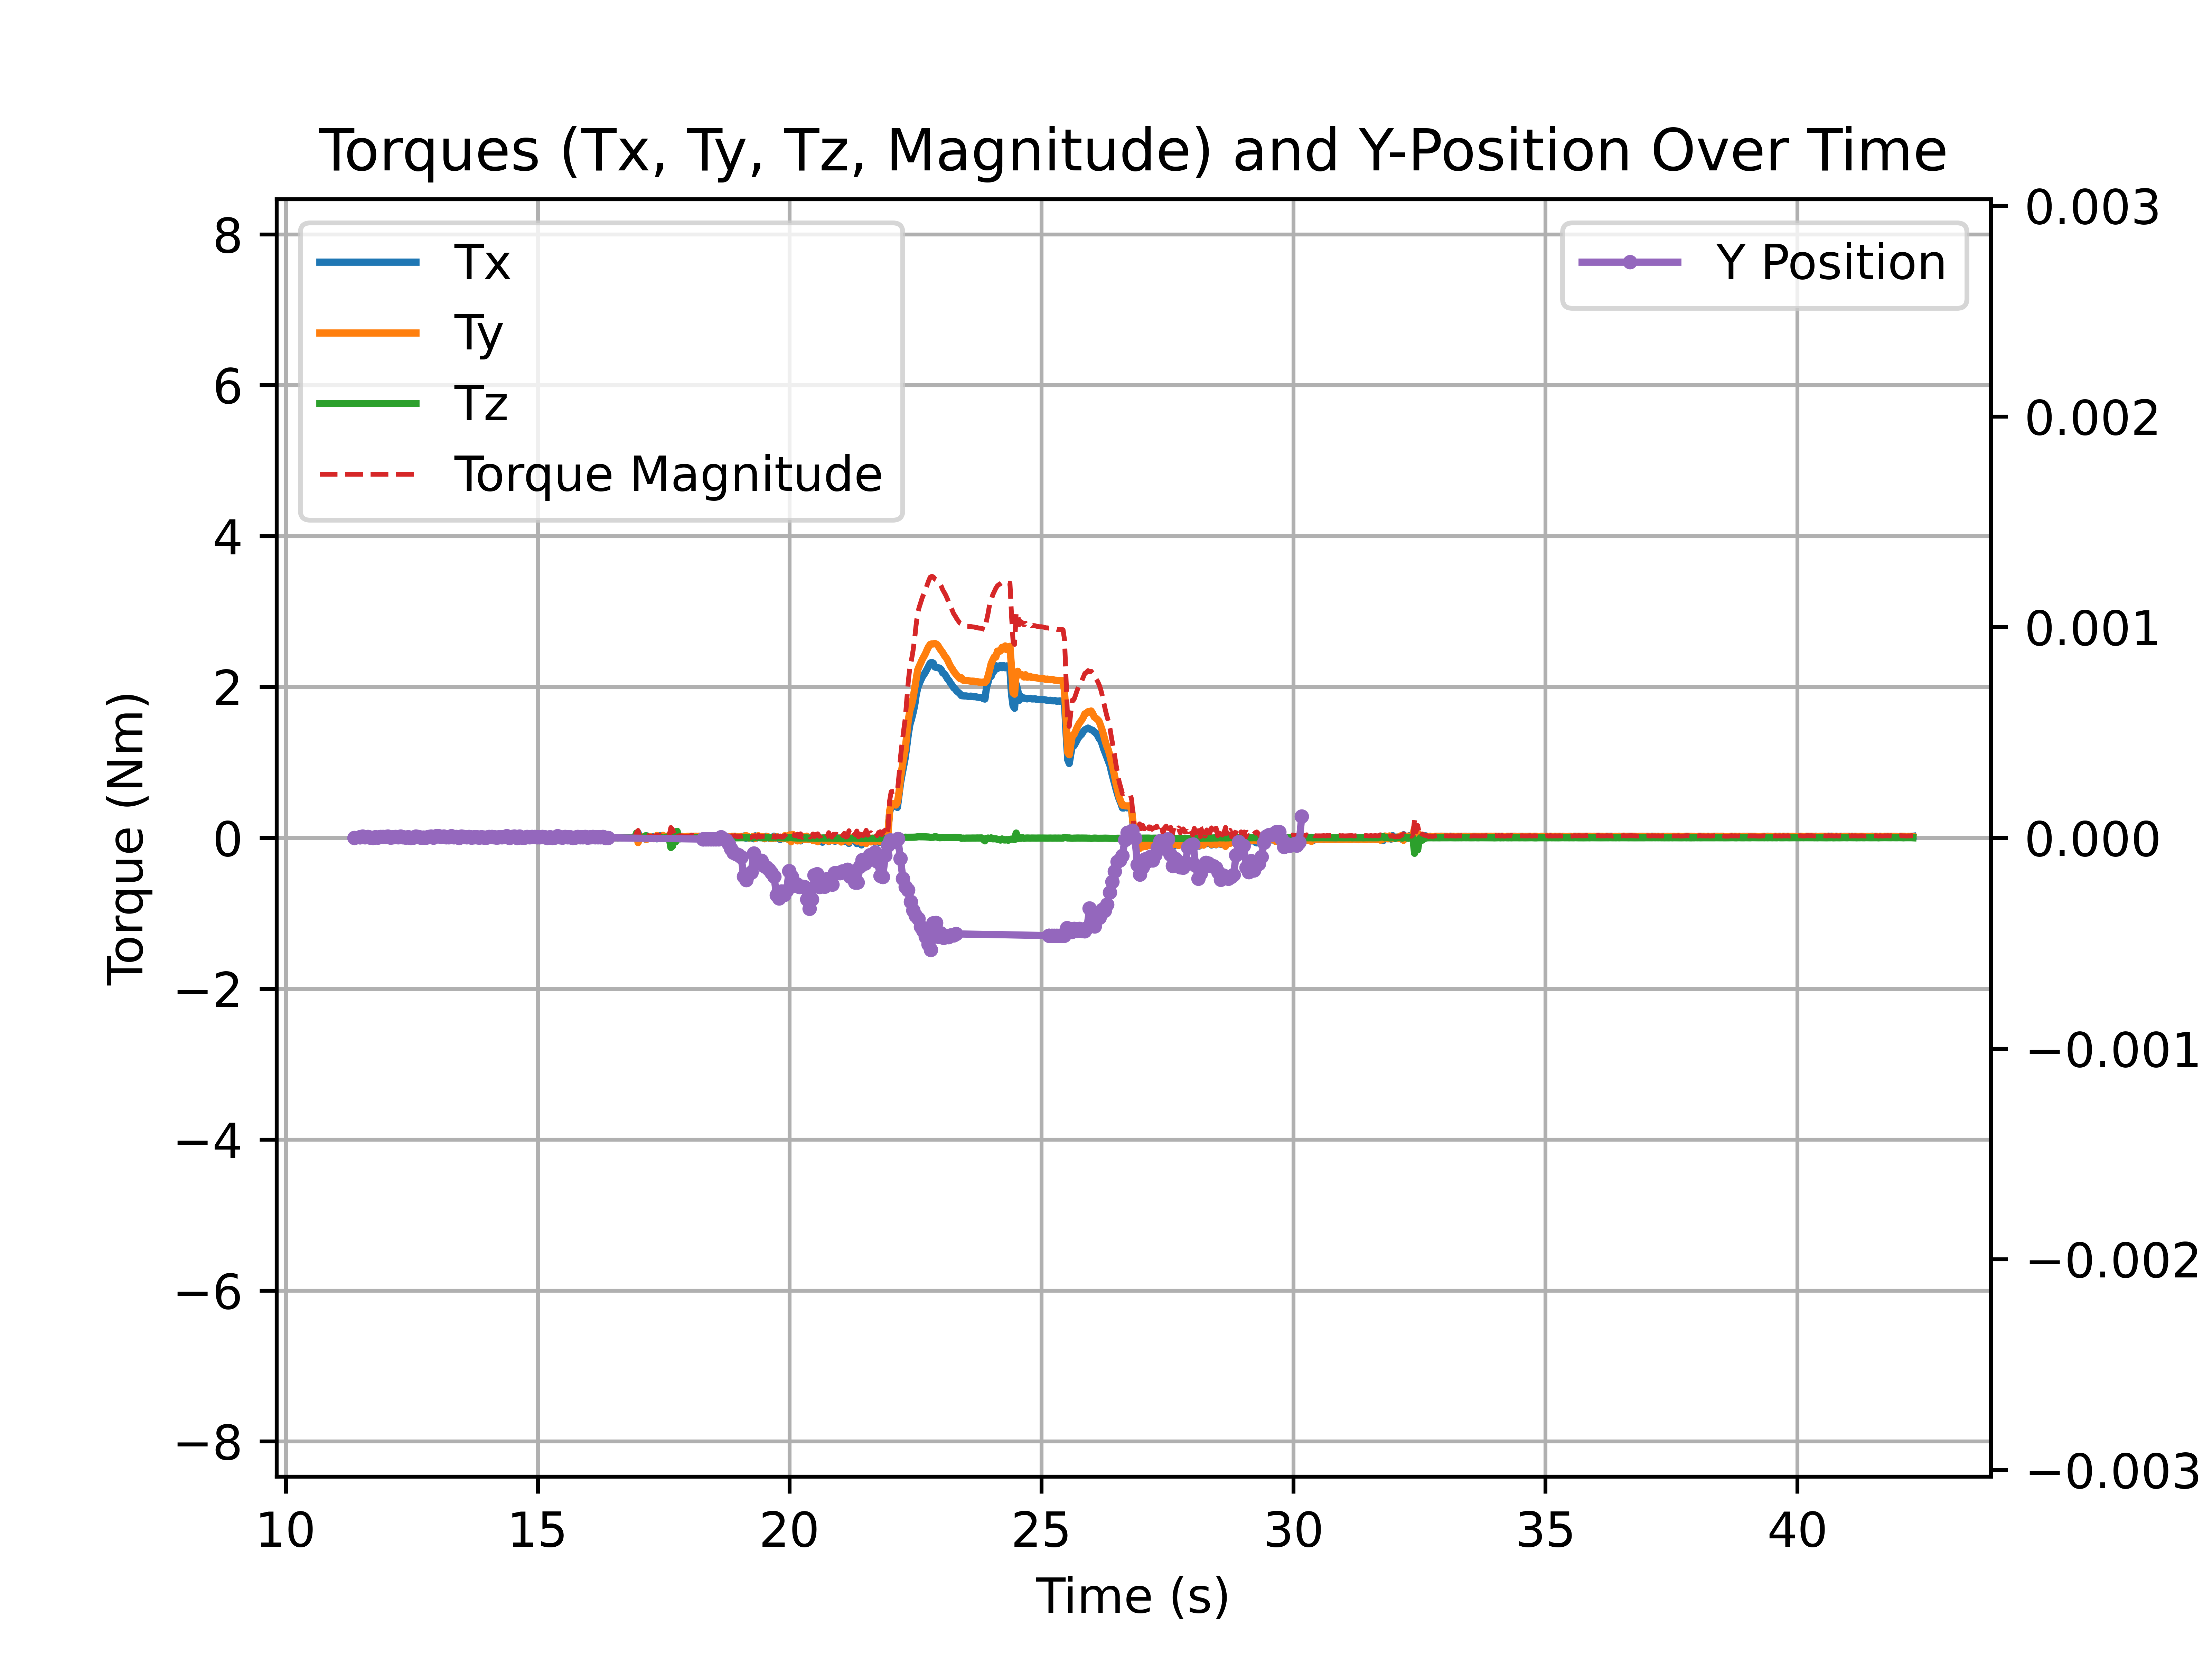 Torques (Tx, Ty, Tz, Magnitude) and Y-Position Over Time
Tx
Ty
Tz
Torque Magnitude
Y Position
Torque (Nm)
8
6
4
2
0
−2
−4
−6
−8
0.003
0.002
0.001
0.000
−0.001
−0.002
−0.003
10 15 20 25 30 35 40
Time (s)